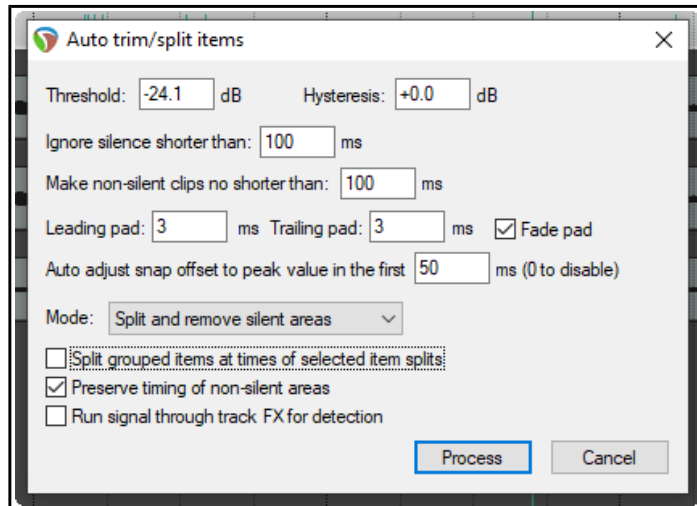 Auto trim/split items
Threshold: -24.1 dB Hysteresis: +0.0 dB
Ignore silence shorter than: 100 ms
Make non-silent clips no shorter than: 100 ms
Leading pad: 3 ms Trailing pad: 3 ms Fade pad
Auto adjust snap offset to peak value in the first 50 ms (0 to disable)
Mode: Split and remove silent areas
Split grouped items at times of selected item splits
Preserve timing of non-silent areas
Run signal through track FX for detection
Process Cancel